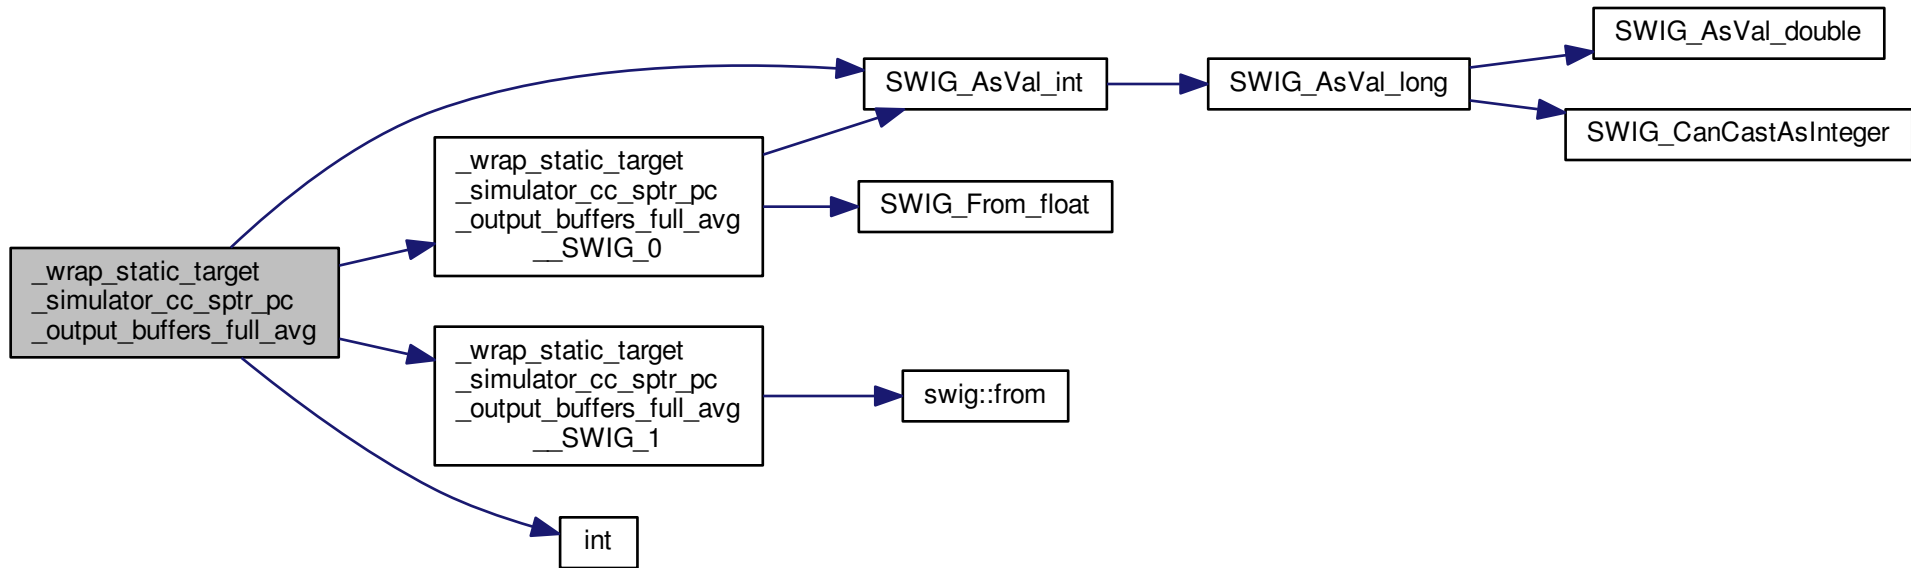 _wrap_static_target
_simulator_cc_sptr_pc
_output_buffers_full_avg
_wrap_static_target
_simulator_cc_sptr_pc
_output_buffers_full_avg
__SWIG_0
_wrap_static_target
_simulator_cc_sptr_pc
_output_buffers_full_avg
__SWIG_1
int
SWIG_AsVal_int
SWIG_From_float
swig::from
SWIG_AsVal_long
SWIG_AsVal_double
SWIG_CanCastAsInteger